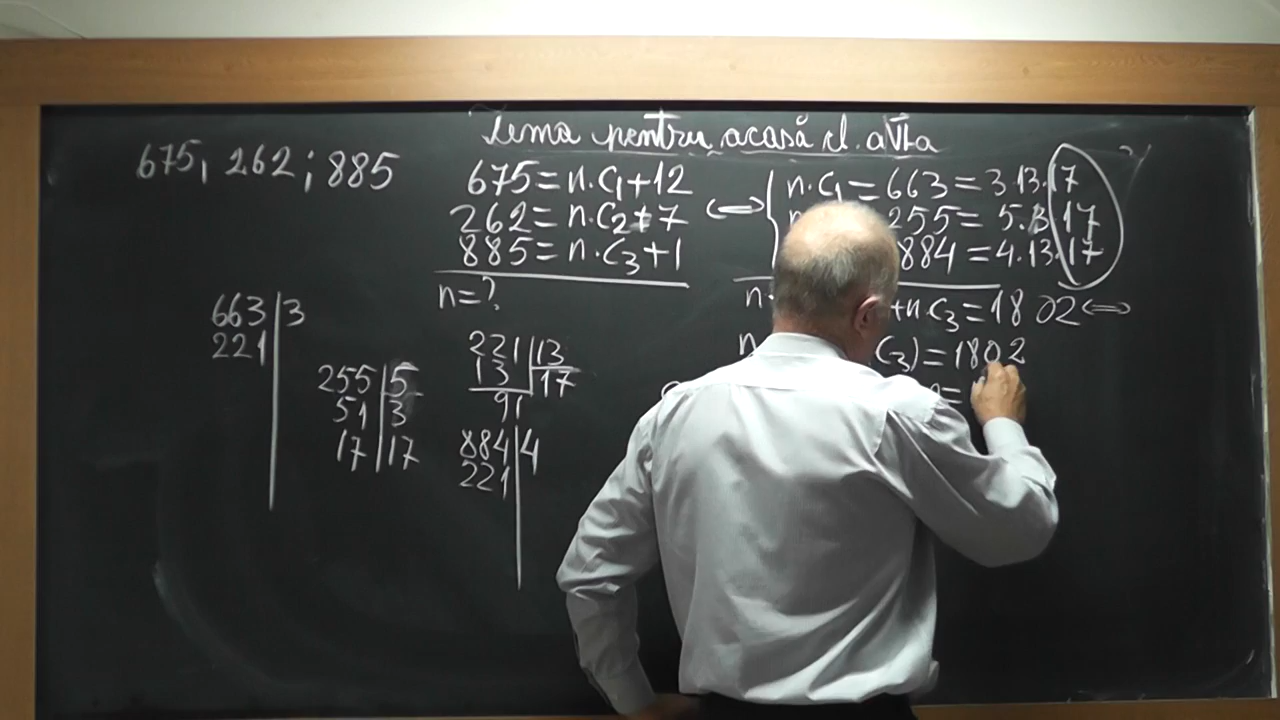 Tema pentru acasă cl. a VI-a
675, 262; 885
675 = n.c₁+12
262 = n.c₂+7
885 = n.c₃+1
n=?
⟺ { n.c₁ = 663 = 3.13.17
255 = 5.3.17
884 = 4.13.17
+n.c₃ = 1802 ⟺
c₃) = 1802
=
663 | 3
221
255 | 5
51 | 3
17 | 17
221 | 13
13 | 17
91
884 | 4
221